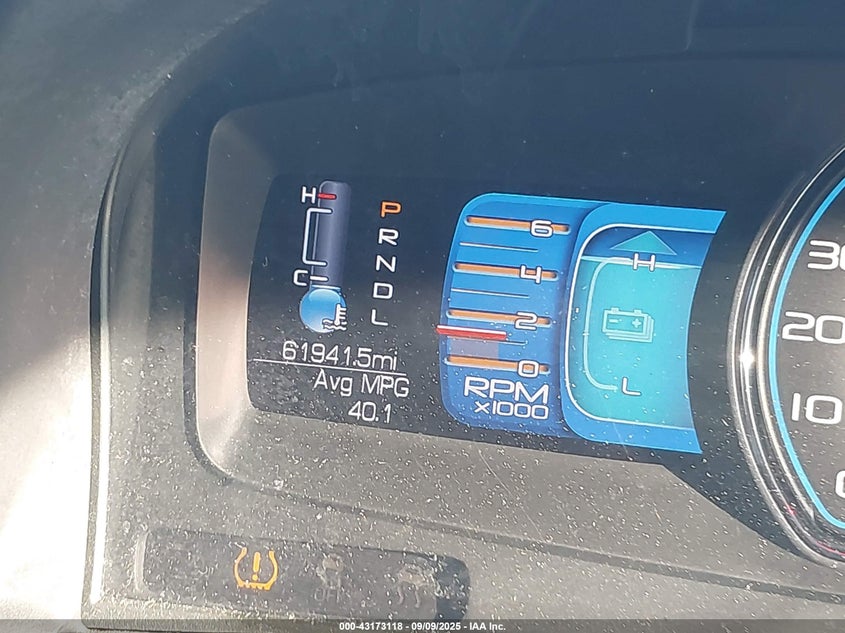 H
C
P
R
N
D
L
61941.5mi
Avg MPG
40.1
6
4
2
0
RPM
x1000
H
L
20
10
OFF
000-43173118 - 09/09/2025 - IAA Inc.